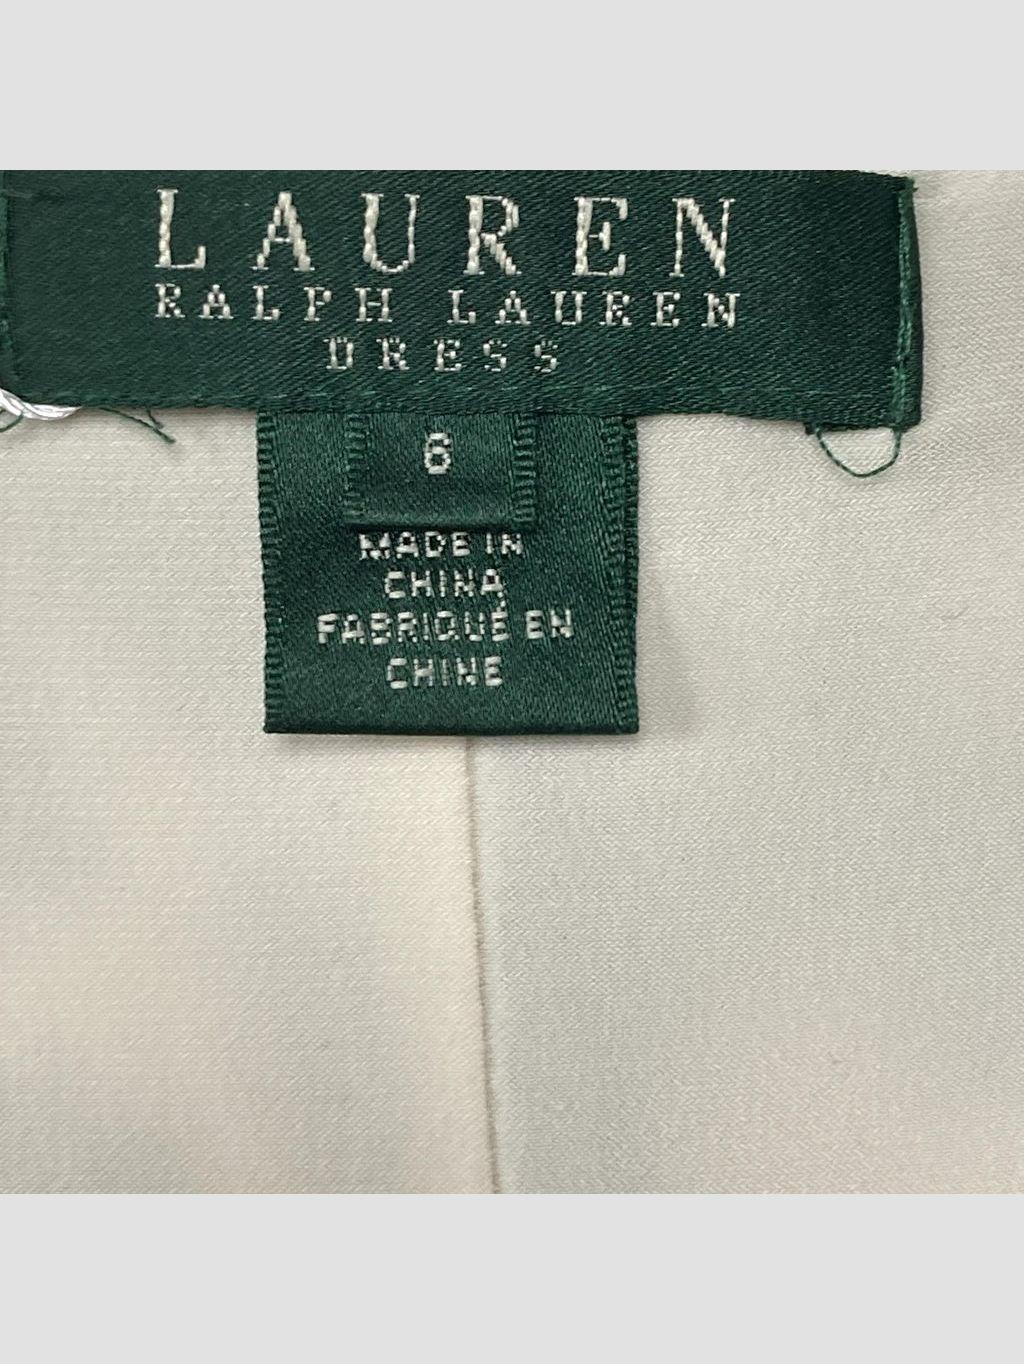 LAUREN
RALPH LAUREN
DRESS
6
MADE IN
CHINA
FABRIQUÉ EN
CHINE